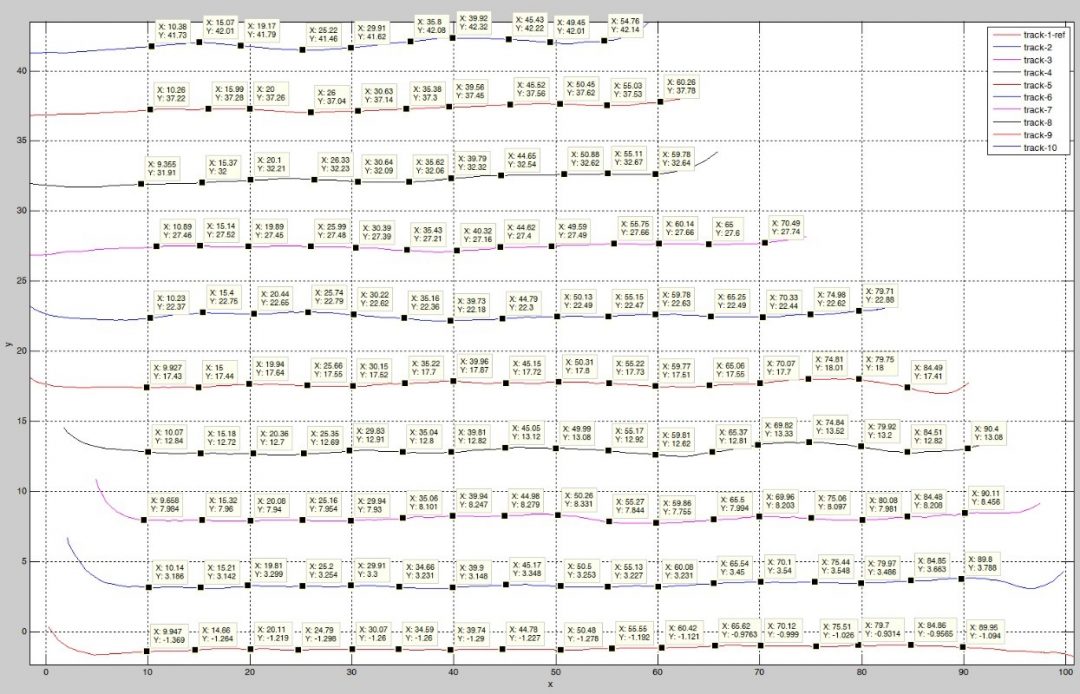 X: 10.38 X: 15.07 X: 19.17 X: 25.22 X: 29.91 X: 35.8 X: 39.92 X: 45.43 X: 49.45 X: 54.76
Y: 41.73 Y: 42.01 Y: 41.79 Y: 41.46 Y: 41.62 Y: 42.08 Y: 42.32 Y: 42.22 Y: 42.01 Y: 42.14
track-1-ref
track-2
track-3
track-4
track-5
track-6
track-7
track-8
track-9
track-10
40
X: 10.26 X: 15.99 X: 20 X: 26 X: 30.63 X: 35.38 X: 39.56 X: 45.52 X: 50.45 X: 55.03 X: 60.26
Y: 37.22 Y: 37.28 Y: 37.26 Y: 37.04 Y: 37.14 Y: 37.3 Y: 37.45 Y: 37.56 Y: 37.62 Y: 37.53 Y: 37.78
35
X: 9.355 X: 15.37 X: 20.1 X: 26.33 X: 30.64 X: 35.62 X: 39.79 X: 44.65 X: 50.88 X: 55.11 X: 59.78
Y: 31.91 Y: 32 Y: 32.21 Y: 32.23 Y: 32.09 Y: 32.06 Y: 32.32 Y: 32.54 Y: 32.62 Y: 32.67 Y: 32.64
30
X: 10.89 X: 15.14 X: 19.89 X: 25.99 X: 30.39 X: 35.43 X: 40.32 X: 44.62 X: 49.59 X: 55.75 X: 60.14 X: 65 X: 70.49
Y: 27.46 Y: 27.52 Y: 27.45 Y: 27.48 Y: 27.39 Y: 27.21 Y: 27.16 Y: 27.4 Y: 27.49 Y: 27.66 Y: 27.66 Y: 27.6 Y: 27.74
25
X: 10.23 X: 15.4 X: 20.44 X: 25.74 X: 30.22 X: 35.16 X: 39.73 X: 44.79 X: 50.13 X: 55.15 X: 59.78 X: 65.25 X: 70.33 X: 74.98 X: 79.71
Y: 22.37 Y: 22.75 Y: 22.65 Y: 22.79 Y: 22.62 Y: 22.36 Y: 22.18 Y: 22.3 Y: 22.49 Y: 22.47 Y: 22.63 Y: 22.49 Y: 22.44 Y: 22.62 Y: 22.88
20
X: 9.927 X: 15 X: 19.94 X: 25.66 X: 30.15 X: 35.22 X: 39.96 X: 45.15 X: 50.31 X: 55.22 X: 59.77 X: 65.06 X: 70.07 X: 74.81 X: 79.75 X: 84.49
Y: 17.43 Y: 17.44 Y: 17.64 Y: 17.55 Y: 17.52 Y: 17.7 Y: 17.87 Y: 17.72 Y: 17.8 Y: 17.73 Y: 17.51 Y: 17.55 Y: 17.7 Y: 18.01 Y: 18 Y: 17.41
15
X: 10.07 X: 15.18 X: 20.36 X: 25.35 X: 29.83 X: 35.04 X: 39.81 X: 45.05 X: 49.99 X: 55.17 X: 59.81 X: 65.37 X: 69.82 X: 74.84 X: 79.92 X: 84.51 X: 90.4
Y: 12.84 Y: 12.72 Y: 12.7 Y: 12.69 Y: 12.91 Y: 12.8 Y: 12.82 Y: 13.12 Y: 13.08 Y: 12.92 Y: 12.62 Y: 12.81 Y: 13.33 Y: 13.52 Y: 13.2 Y: 12.82 Y: 13.08
10
X: 9.658 X: 15.32 X: 20.08 X: 25.16 X: 29.94 X: 35.06 X: 39.94 X: 44.98 X: 50.26 X: 55.27 X: 59.86 X: 65.5 X: 69.96 X: 75.06 X: 80.08 X: 84.48 X: 90.11
Y: 7.984 Y: 7.96 Y: 7.94 Y: 7.954 Y: 7.93 Y: 8.101 Y: 8.247 Y: 8.279 Y: 8.331 Y: 7.844 Y: 7.755 Y: 7.994 Y: 8.203 Y: 8.097 Y: 7.981 Y: 8.208 Y: 8.456
5
X: 10.14 X: 15.21 X: 19.81 X: 25.2 X: 29.91 X: 34.66 X: 39.9 X: 45.17 X: 50.5 X: 55.13 X: 60.08 X: 65.54 X: 70.1 X: 75.44 X: 79.97 X: 84.85 X: 89.8
Y: 3.186 Y: 3.142 Y: 3.299 Y: 3.254 Y: 3.3 Y: 3.231 Y: 3.148 Y: 3.348 Y: 3.253 Y: 3.227 Y: 3.231 Y: 3.45 Y: 3.54 Y: 3.548 Y: 3.486 Y: 3.663 Y: 3.788
0
X: 9.947 X: 14.66 X: 20.11 X: 24.79 X: 30.07 X: 34.59 X: 39.74 X: 44.78 X: 50.48 X: 55.55 X: 60.42 X: 65.62 X: 70.12 X: 75.51 X: 79.7 X: 84.86 X: 89.95
Y: -1.369 Y: -1.264 Y: -1.219 Y: -1.298 Y: -1.26 Y: -1.26 Y: -1.29 Y: -1.227 Y: -1.278 Y: -1.192 Y: -1.121 Y: -0.9763 Y: -0.999 Y: -1.026 Y: -0.9314 Y: -0.9565 Y: -1.094
y
0 10 20 30 40 50 60 70 80 90 100
x